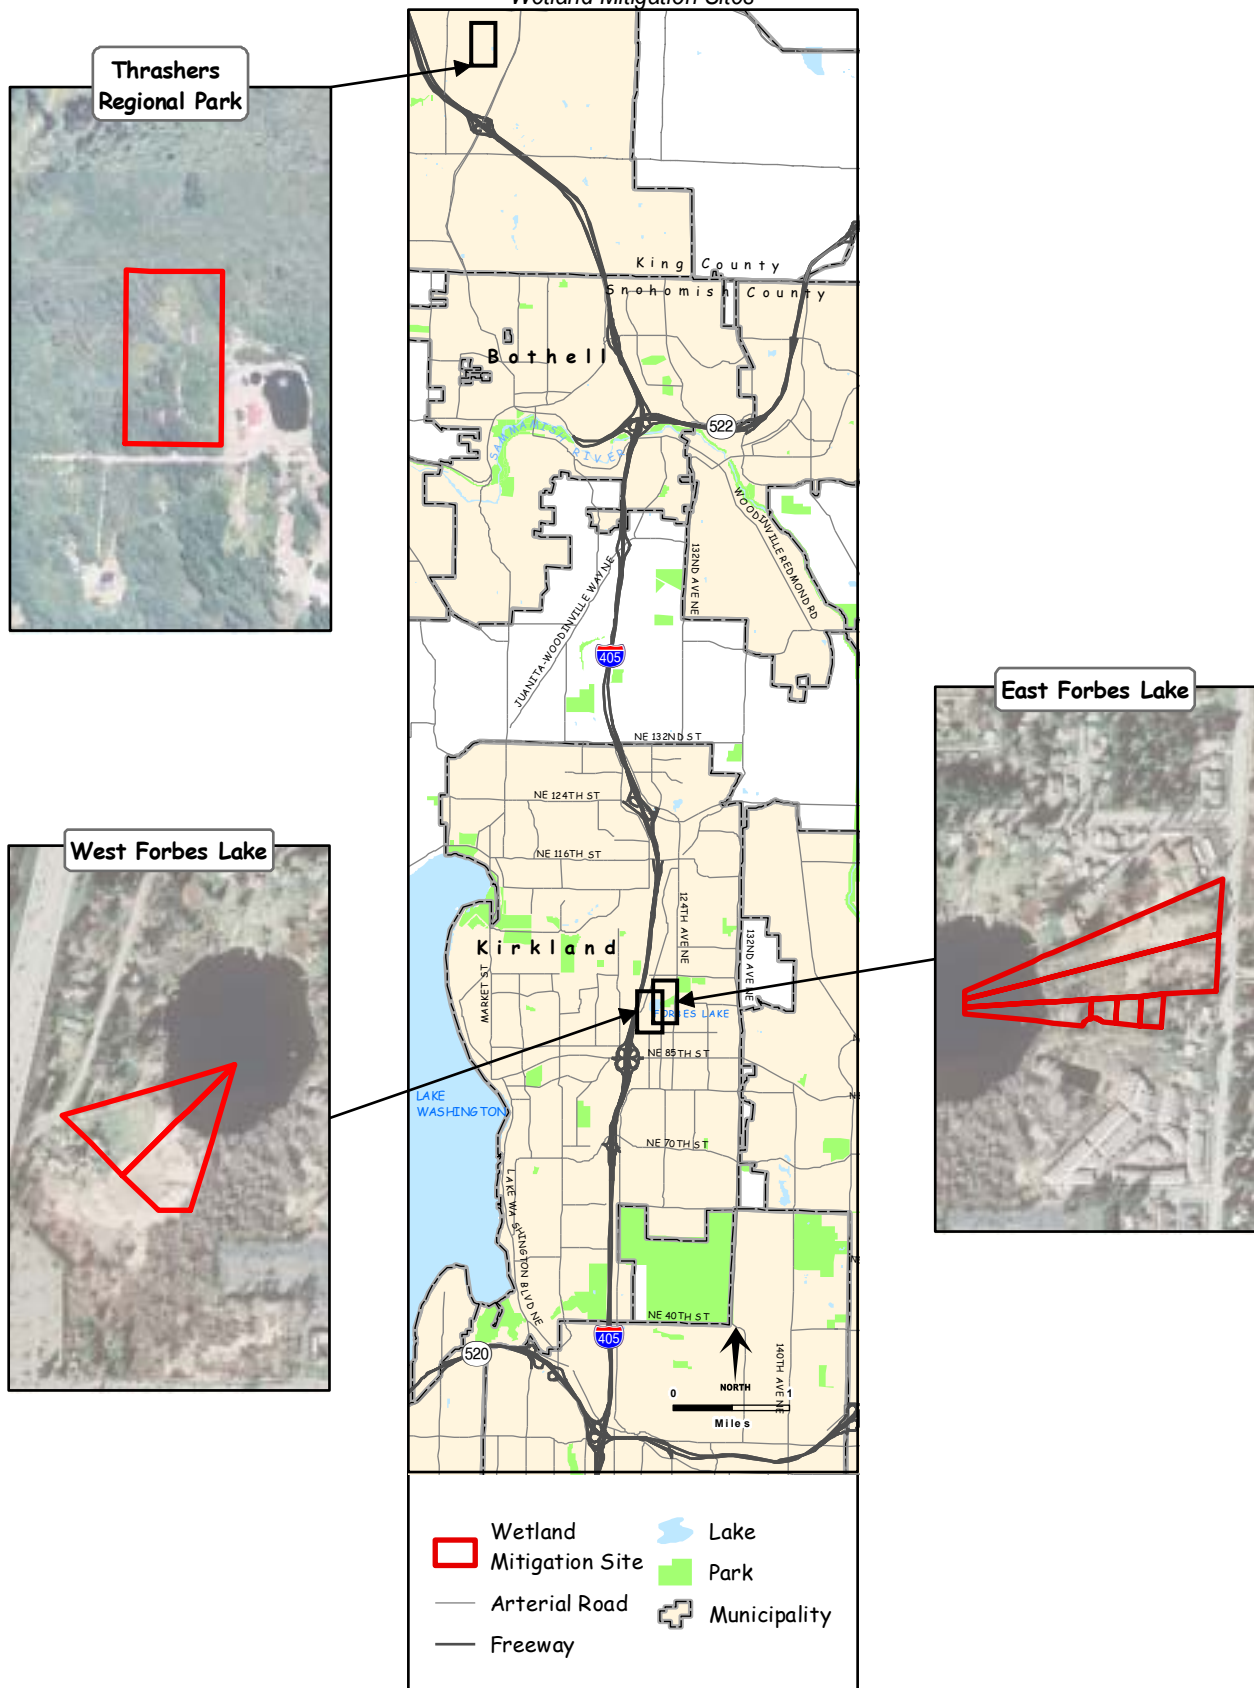 Wetland Mitigation Sites
Thrashers
Regional Park
King County
Snohomish County
Bothell
522
SAMMAMISH RIVER
WOODINVILLE REDMOND RD
132ND AVE NE
JUANITA-WOODINVILLE WAY NE
405
East Forbes Lake
NE 132ND ST
NE 124TH ST
West Forbes Lake
NE 116TH ST
124TH AVE NE
132ND AVE NE
Kirkland
MARKET ST
FORBES LAKE
NE 85TH ST
LAKE
WASHINGTON
NE 70TH ST
LAKE WASHINGTON BLVD NE
NE 40TH ST
405
520
140TH AVE NE
NORTH
0 1
Miles
Wetland
Mitigation Site
Arterial Road
Freeway
Lake
Park
Municipality